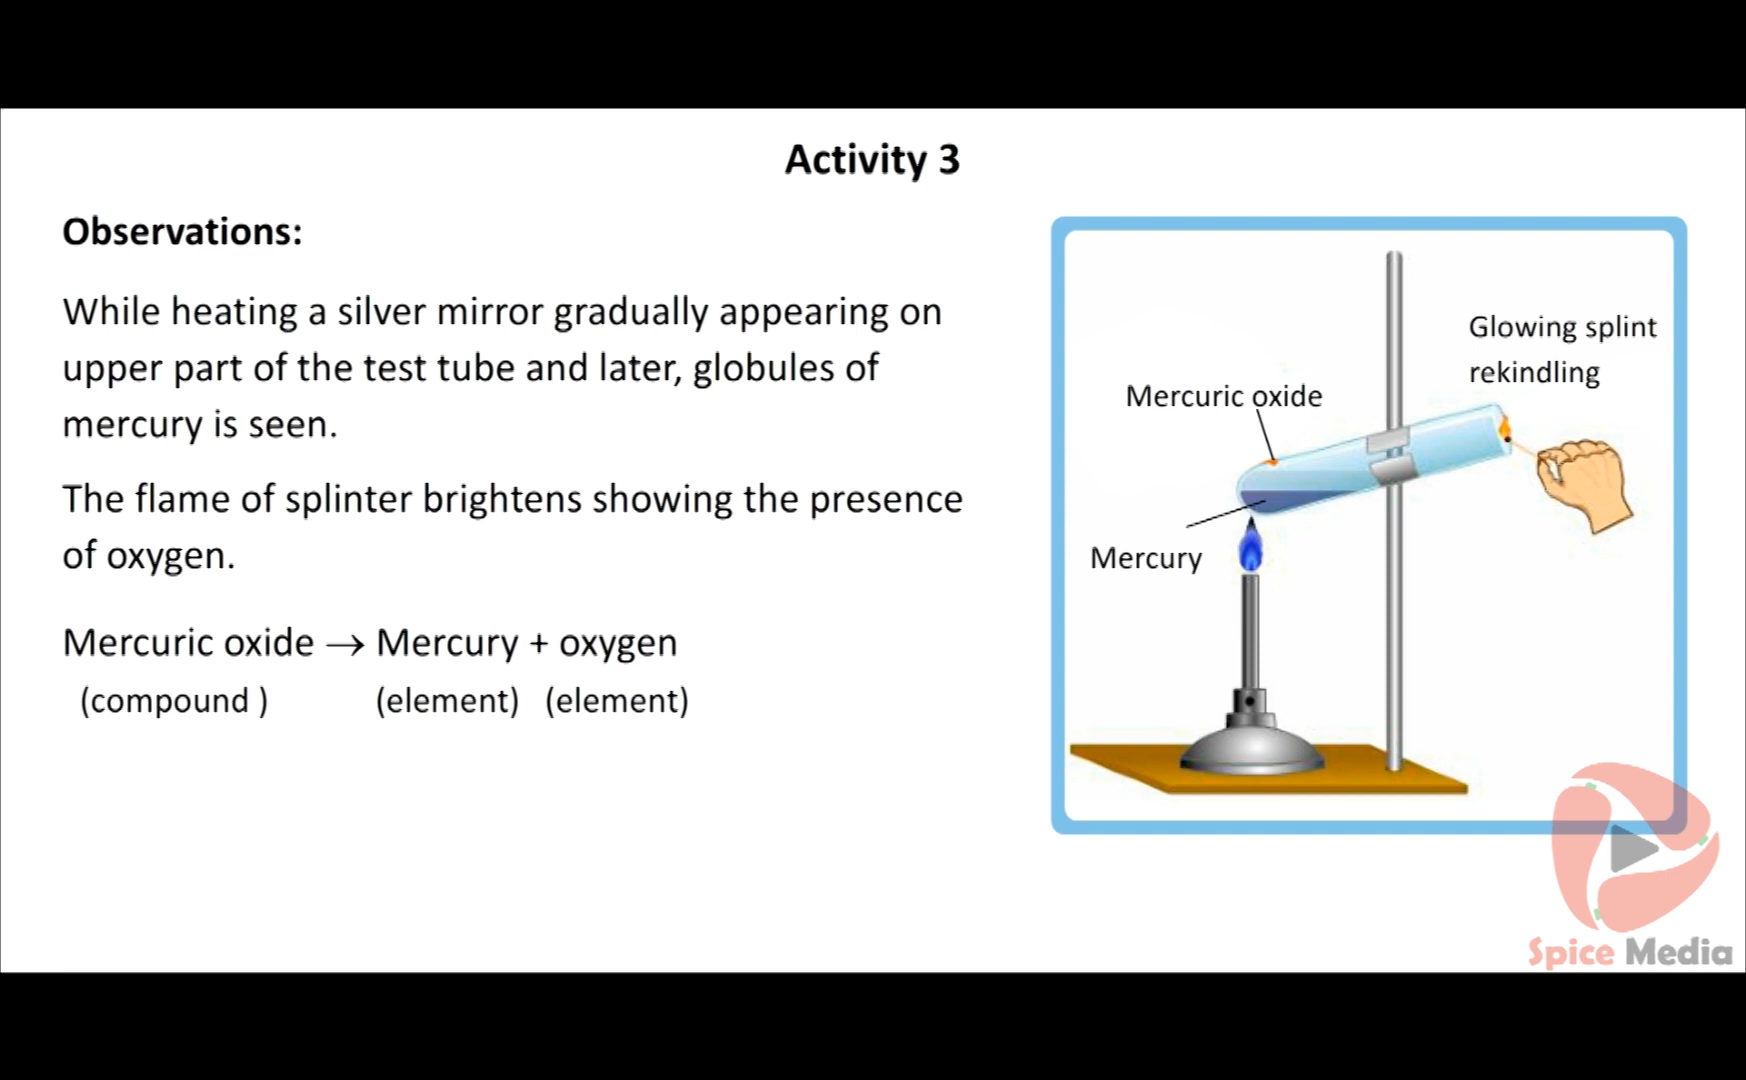 Activity 3
Observations:
While heating a silver mirror gradually appearing on
upper part of the test tube and later, globules of
mercury is seen.
The flame of splinter brightens showing the presence
of oxygen.
Mercuric oxide → Mercury + oxygen
(compound ) (element) (element)
Glowing splint
rekindling
Mercuric oxide
Mercury
Spice Media